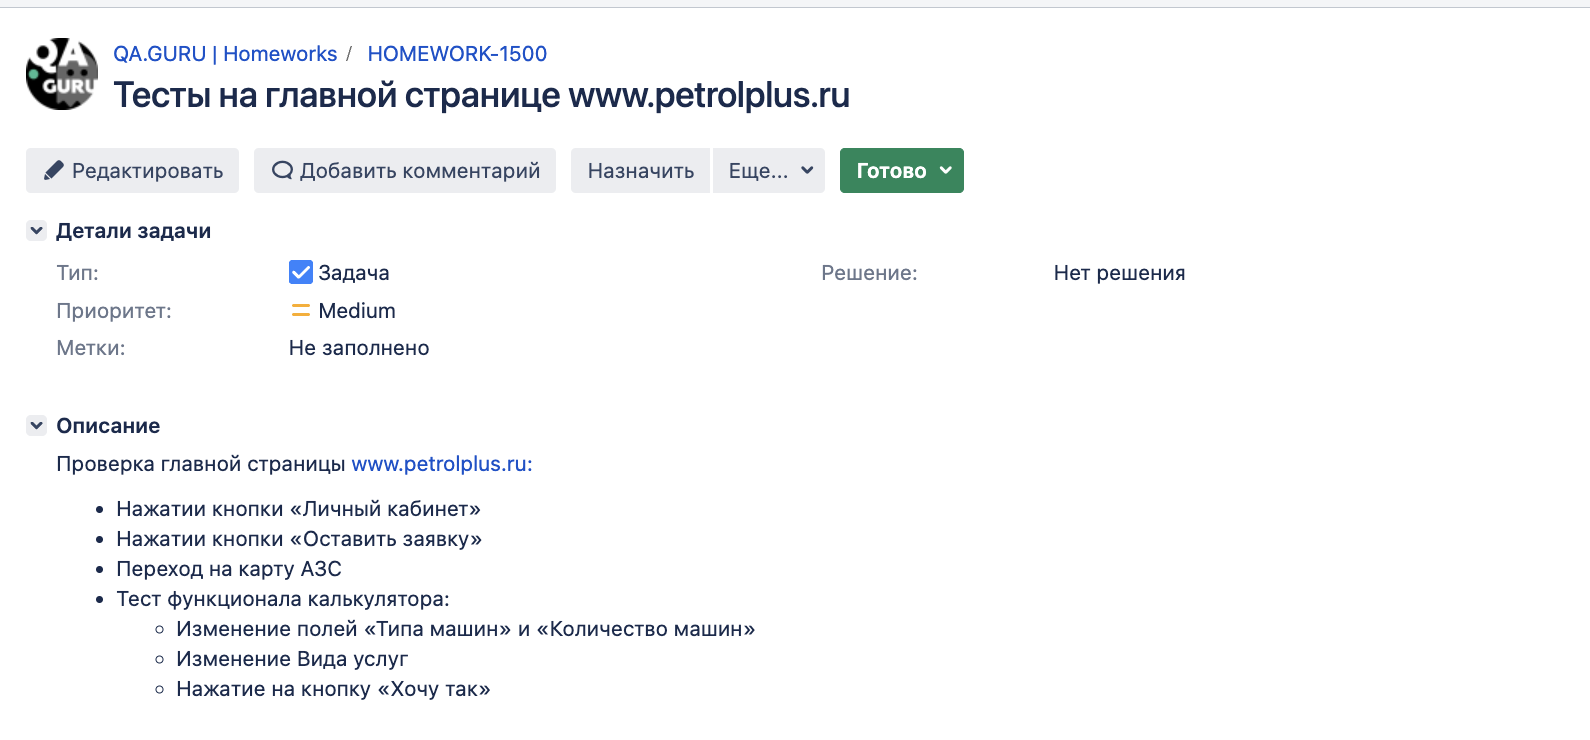 QA
GURU
QA.GURU | Homeworks / HOMEWORK-1500
Тесты на главной странице www.petrolplus.ru
Редактировать Добавить комментарий Назначить Еще... Готово
Детали задачи
Тип: Задача Решение: Нет решения
Приоритет: Medium
Метки: Не заполнено
Описание
Проверка главной страницы www.petrolplus.ru:
• Нажатии кнопки «Личный кабинет»
• Нажатии кнопки «Оставить заявку»
• Переход на карту АЗС
• Тест функционала калькулятора:
◦ Изменение полей «Типа машин» и «Количество машин»
◦ Изменение Вида услуг
◦ Нажатие на кнопку «Хочу так»